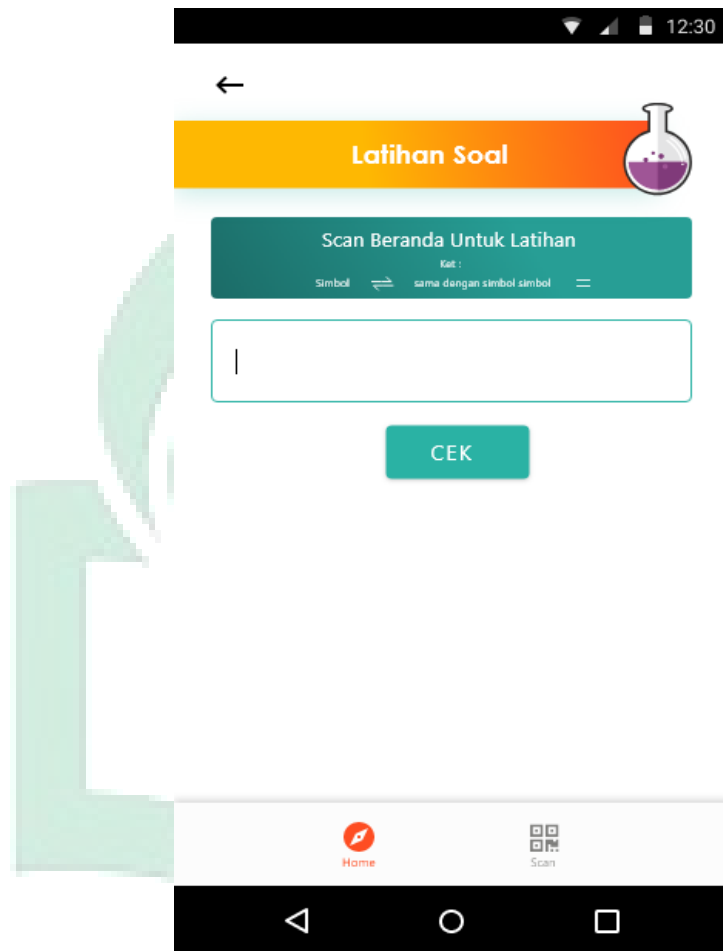 12:30
Latihan Soal
Scan Beranda Untuk Latihan
Ket :
Simbol ⇌ sama dengan simbol simbol =
CEK
Home Scan